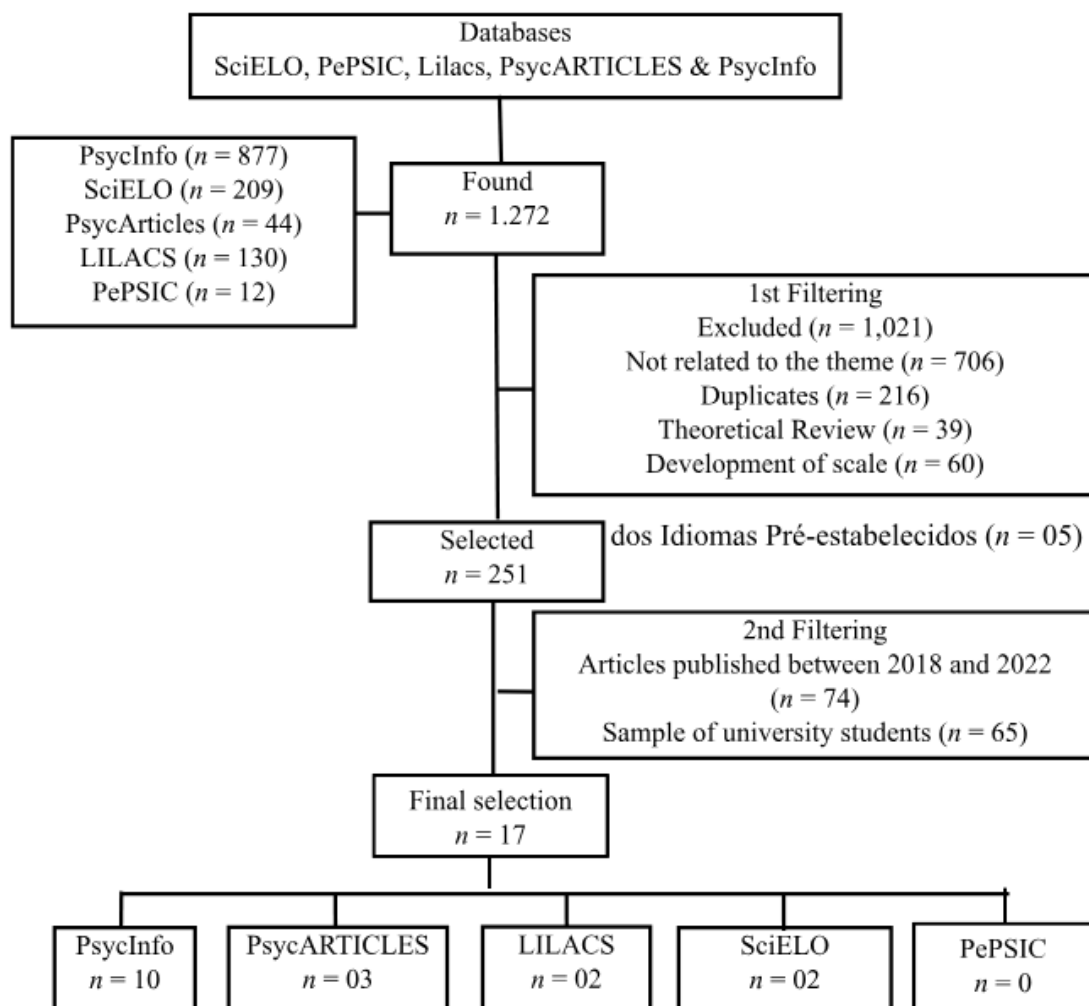 Databases
SciELO, PePSIC, Lilacs, PsycARTICLES & PsycInfo
PsycInfo (n = 877)
SciELO (n = 209)
PsycArticles (n = 44)
LILACS (n = 130)
PePSIC (n = 12)
Found
n = 1.272
1st Filtering
Excluded (n = 1,021)
Not related to the theme (n = 706)
Duplicates (n = 216)
Theoretical Review (n = 39)
Development of scale (n = 60)
Selected
n = 251
dos Idiomas Pré-estabelecidos (n = 05)
2nd Filtering
Articles published between 2018 and 2022
(n = 74)
Sample of university students (n = 65)
Final selection
n = 17
PsycInfo
n = 10
PsycARTICLES
n = 03
LILACS
n = 02
SciELO
n = 02
PePSIC
n = 0